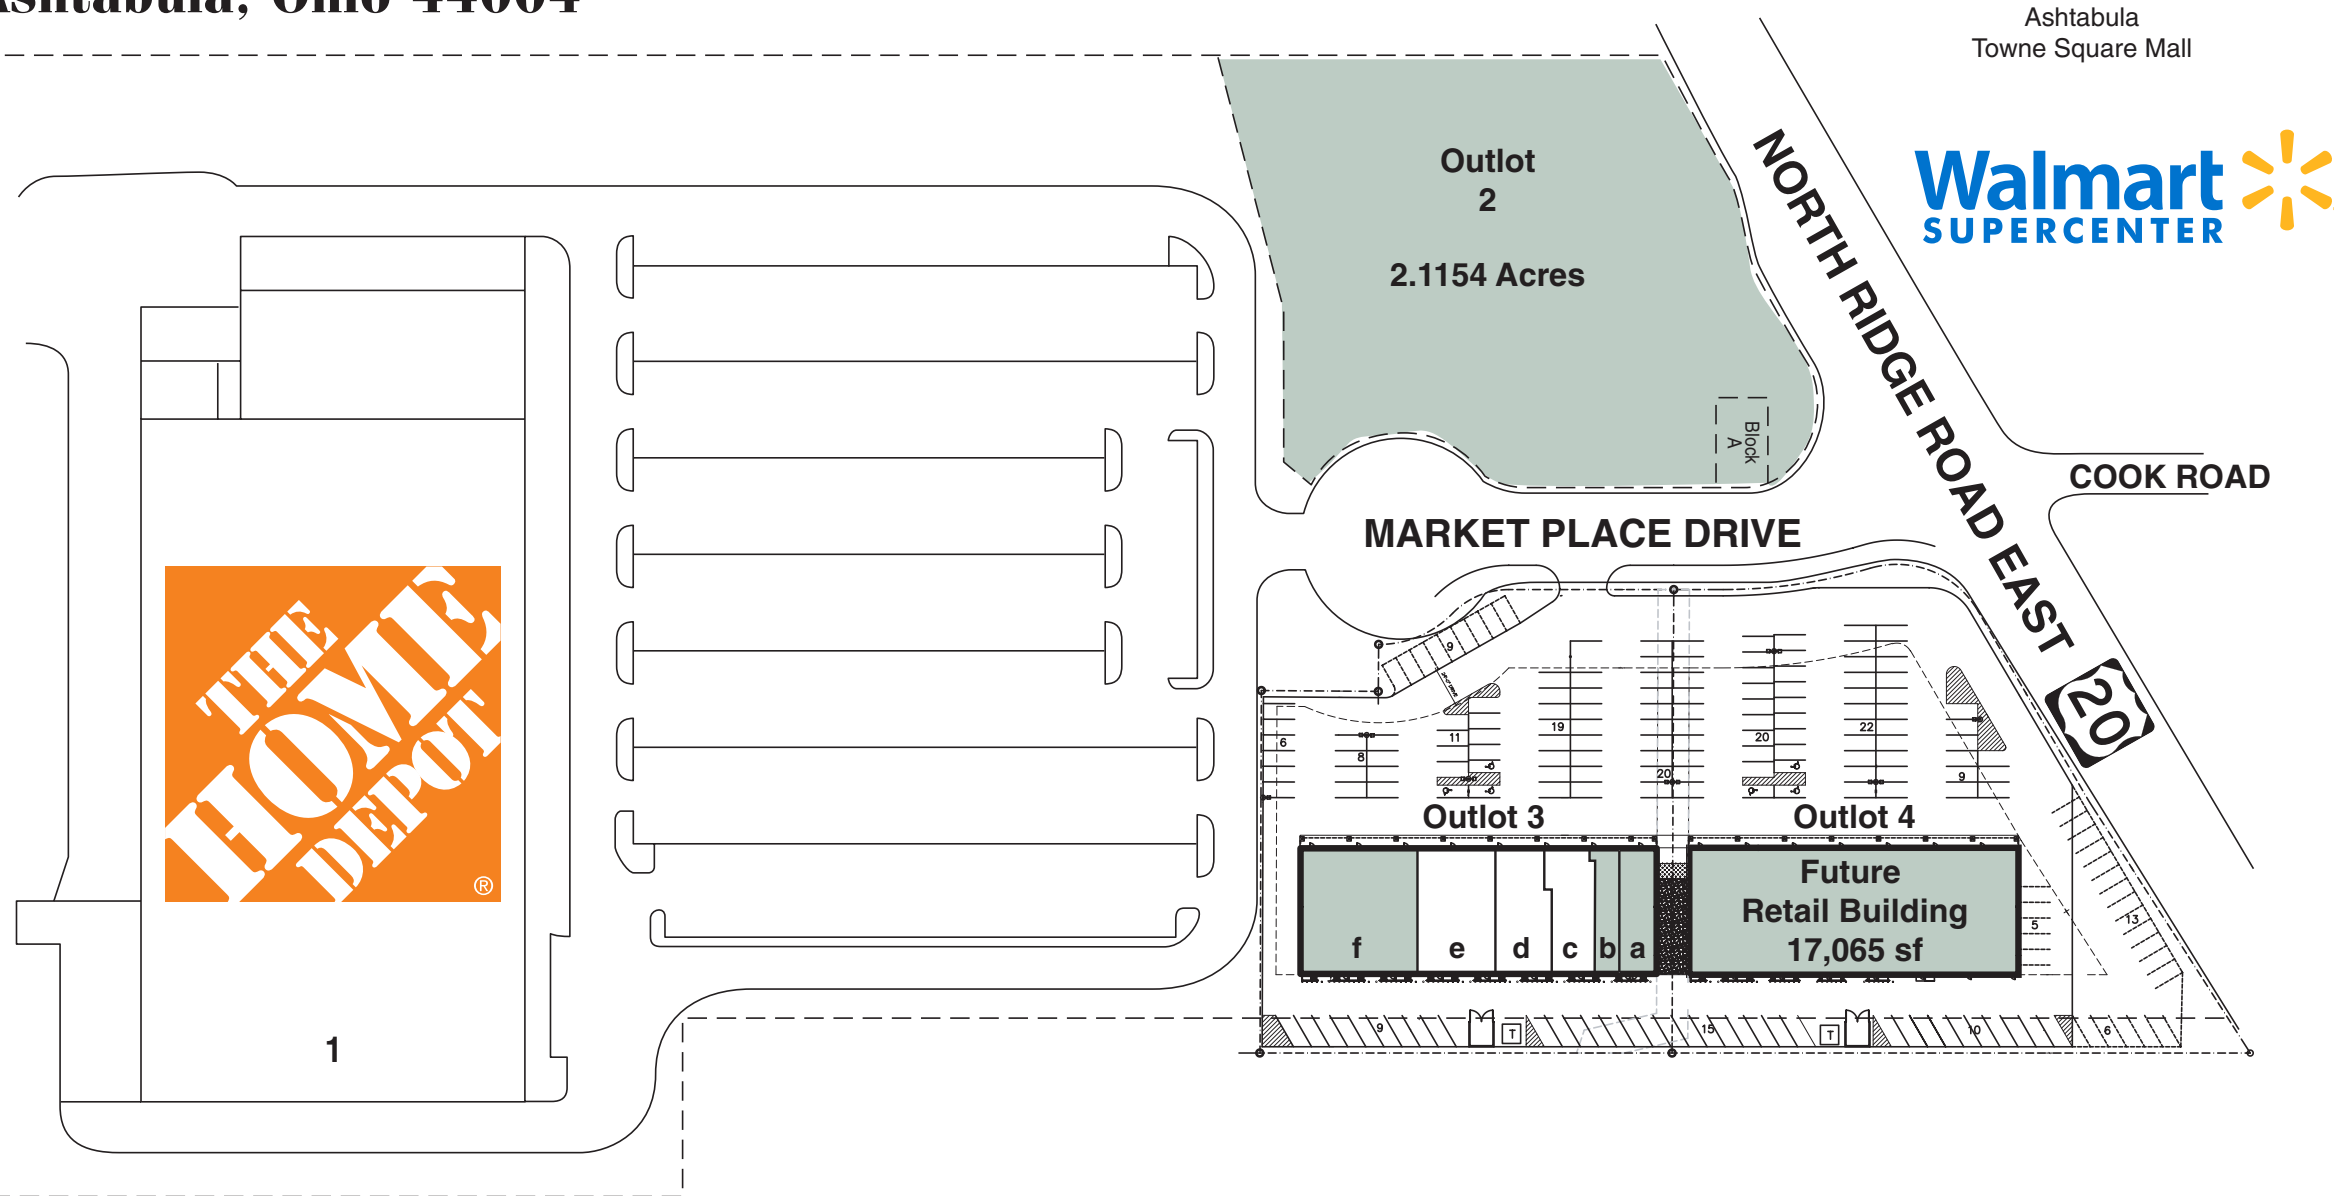 Ashtabula, Ohio 44004
Ashtabula
Towne Square Mall
Walmart
SUPERCENTER
Outlot
2
2.1154 Acres
Block
A
NORTH RIDGE ROAD EAST
20
COOK ROAD
MARKET PLACE DRIVE
THE
HOME
DEPOT
®
1
9
6
8
11
19
20
20
22
9
Outlot 3
Outlot 4
f
e
d
c
b
a
Future
Retail Building
17,065 sf
5
13
9
T
15
T
10
6